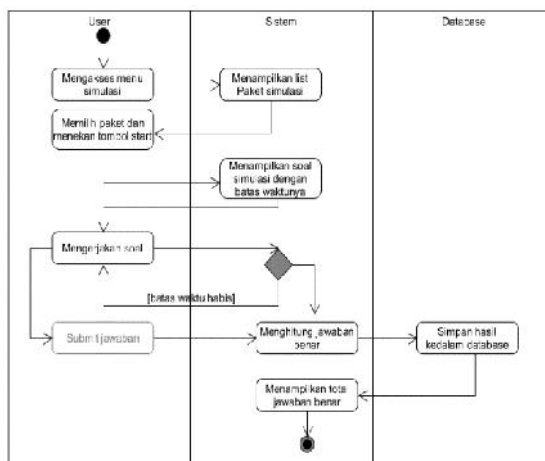 User
Sistem
Database
Mengakses menu
simulasi
Menampilkan list
Paket simulasi
Memilih paket dan
menekan tombol start
Menampilkan soal
simulasi dengan
batas waktunya
Mengerjakan soal
[batas waktu habis]
Submit jawaban
Menghitung jawaban
benar
Simpan hasil
kedalam database
Menampilkan total
jawaban benar